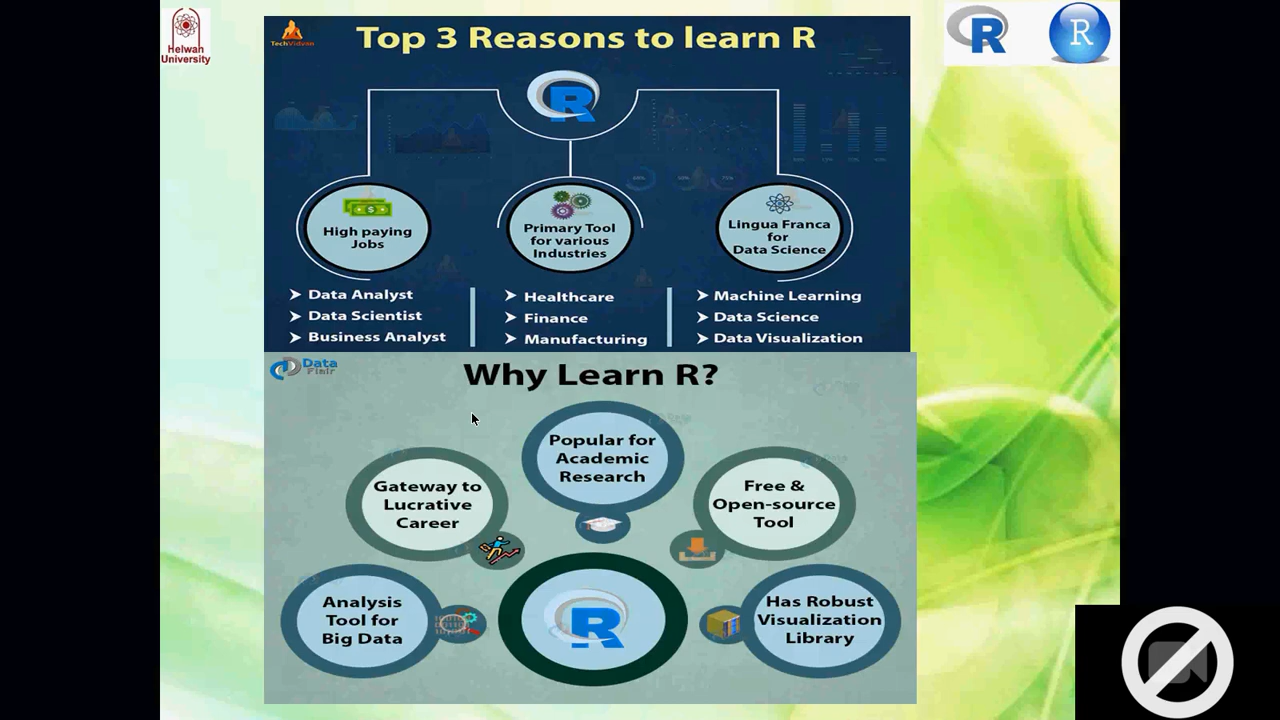 Helwan
University
TechVidvan
Top 3 Reasons to learn R
R
R
R
High paying
Jobs
Primary Tool
for various
Industries
Lingua Franca
for
Data Science
Data Analyst
Data Scientist
Business Analyst
Healthcare
Finance
Manufacturing
Machine Learning
Data Science
Data Visualization
Data
Flair
Why Learn R?
Popular for
Academic
Research
Gateway to
Lucrative
Career
Free &
Open-source
Tool
Analysis
Tool for
Big Data
R
Has Robust
Visualization
Library